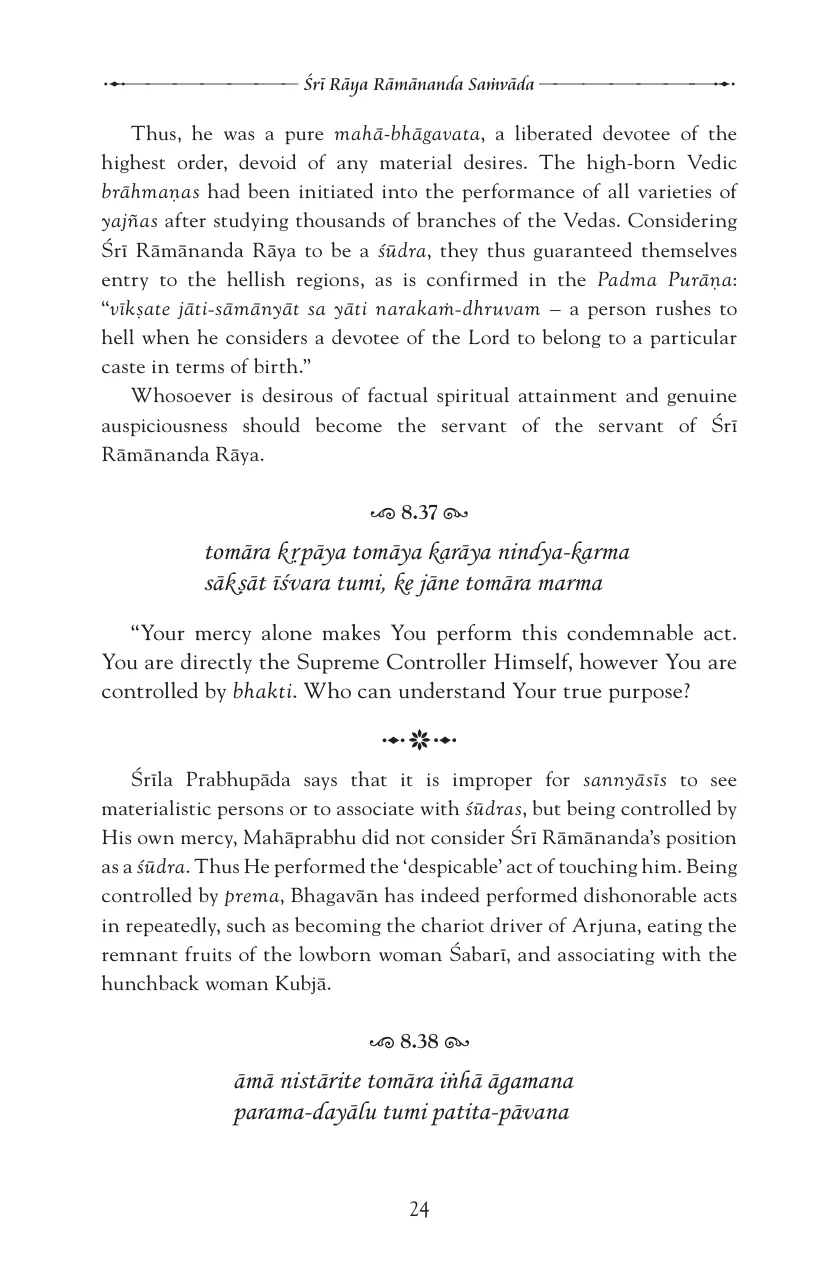 Śrī Rāya Rāmānanda Saṁvāda
Thus, he was a pure mahā-bhāgavata, a liberated devotee of the
highest order, devoid of any material desires. The high-born Vedic
brāhmaṇas had been initiated into the performance of all varieties of
yajñas after studying thousands of branches of the Vedas. Considering
Śrī Rāmānanda Rāya to be a śūdra, they thus guaranteed themselves
entry to the hellish regions, as is confirmed in the Padma Purāṇa:
“vīkṣate jāti-sāmānyāt sa yāti narakaṁ-dhruvam – a person rushes to
hell when he considers a devotee of the Lord to belong to a particular
caste in terms of birth.”
Whosoever is desirous of factual spiritual attainment and genuine
auspiciousness should become the servant of the servant of Śrī
Rāmānanda Rāya.
8.37
tomāra kṛpāya tomāya karāya nindya-karma
sākṣāt īśvara tumi, ke jāne tomāra marma
“Your mercy alone makes You perform this condemnable act.
You are directly the Supreme Controller Himself, however You are
controlled by bhakti. Who can understand Your true purpose?
Śrīla Prabhupāda says that it is improper for sannyāsīs to see
materialistic persons or to associate with śūdras, but being controlled by
His own mercy, Mahāprabhu did not consider Śrī Rāmānanda’s position
as a śūdra. Thus He performed the ‘despicable’ act of touching him. Being
controlled by prema, Bhagavān has indeed performed dishonorable acts
in repeatedly, such as becoming the chariot driver of Arjuna, eating the
remnant fruits of the lowborn woman Śabarī, and associating with the
hunchback woman Kubjā.
8.38
āmā nistārite tomāra iṅhā āgamana
parama-dayālu tumi patita-pāvana
24